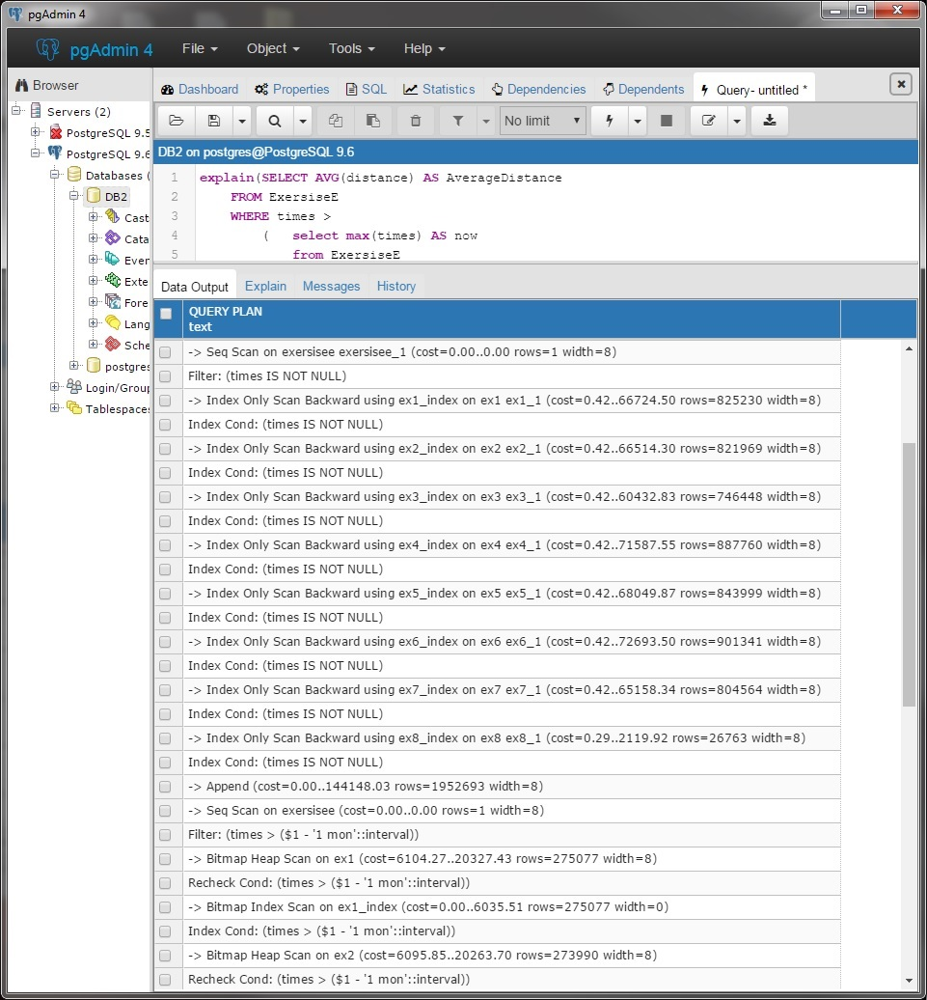 pgAdmin 4
pgAdmin 4 File Object Tools Help
Browser
Servers (2)
PostgreSQL 9.5
PostgreSQL 9.6
Databases (
DB2
Cast
Cata
Even
Exte
Fore
Lang
Sche
postgres
Login/Group
Tablespaces
Dashboard Properties SQL Statistics Dependencies Dependents Query- untitled *
No limit
DB2 on postgres@PostgreSQL 9.6
1 explain(SELECT AVG(distance) AS AverageDistance
2 FROM ExersiseE
3 WHERE times >
4 ( select max(times) AS now
5 from ExersiseE
Data Output Explain Messages History
QUERY PLAN
text
-> Seq Scan on exersisee exersisee_1 (cost=0.00..0.00 rows=1 width=8)
Filter: (times IS NOT NULL)
-> Index Only Scan Backward using ex1_index on ex1 ex1_1 (cost=0.42..66724.50 rows=825230 width=8)
Index Cond: (times IS NOT NULL)
-> Index Only Scan Backward using ex2_index on ex2 ex2_1 (cost=0.42..66514.30 rows=821969 width=8)
Index Cond: (times IS NOT NULL)
-> Index Only Scan Backward using ex3_index on ex3 ex3_1 (cost=0.42..60432.83 rows=746448 width=8)
Index Cond: (times IS NOT NULL)
-> Index Only Scan Backward using ex4_index on ex4 ex4_1 (cost=0.42..71587.55 rows=887760 width=8)
Index Cond: (times IS NOT NULL)
-> Index Only Scan Backward using ex5_index on ex5 ex5_1 (cost=0.42..68049.87 rows=843999 width=8)
Index Cond: (times IS NOT NULL)
-> Index Only Scan Backward using ex6_index on ex6 ex6_1 (cost=0.42..72693.50 rows=901341 width=8)
Index Cond: (times IS NOT NULL)
-> Index Only Scan Backward using ex7_index on ex7 ex7_1 (cost=0.42..65158.34 rows=804564 width=8)
Index Cond: (times IS NOT NULL)
-> Index Only Scan Backward using ex8_index on ex8 ex8_1 (cost=0.29..2119.92 rows=26763 width=8)
Index Cond: (times IS NOT NULL)
-> Append (cost=0.00..144148.03 rows=1952693 width=8)
-> Seq Scan on exersisee (cost=0.00..0.00 rows=1 width=8)
Filter: (times > ($1 - '1 mon'::interval))
-> Bitmap Heap Scan on ex1 (cost=6104.27..20327.43 rows=275077 width=8)
Recheck Cond: (times > ($1 - '1 mon'::interval))
-> Bitmap Index Scan on ex1_index (cost=0.00..6035.51 rows=275077 width=0)
Index Cond: (times > ($1 - '1 mon'::interval))
-> Bitmap Heap Scan on ex2 (cost=6095.85..20263.70 rows=273990 width=8)
Recheck Cond: (times > ($1 - '1 mon'::interval))